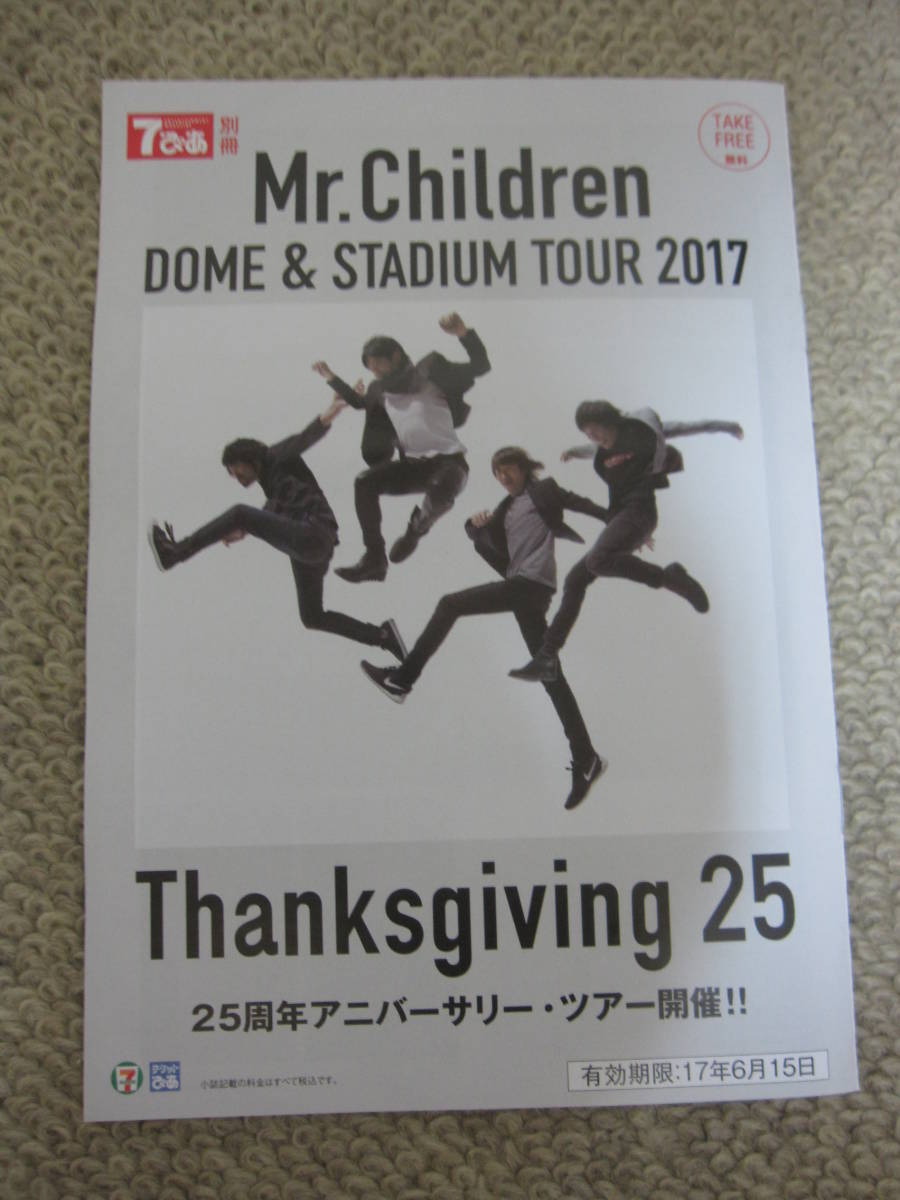 7ぴあ
別冊
TAKE
FREE
無料
Mr.Children
DOME & STADIUM TOUR 2017
Thanksgiving 25
25周年アニバーサリー・ツアー開催!!
7
チケット
ぴあ
小誌記載の料金はすべて税込です。
有効期限:17年6月15日